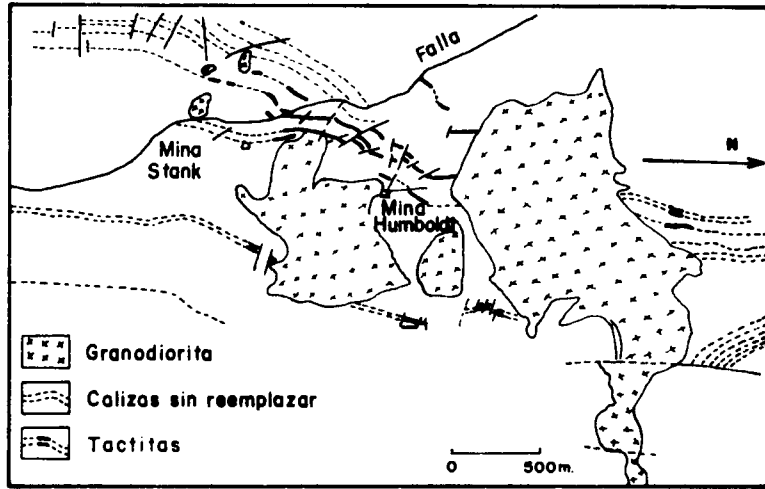 Falla
N
Mina
Stank
Mina
Humboldt
Granodiorita
Calizas sin reemplazar
Tactitas
0 500m.